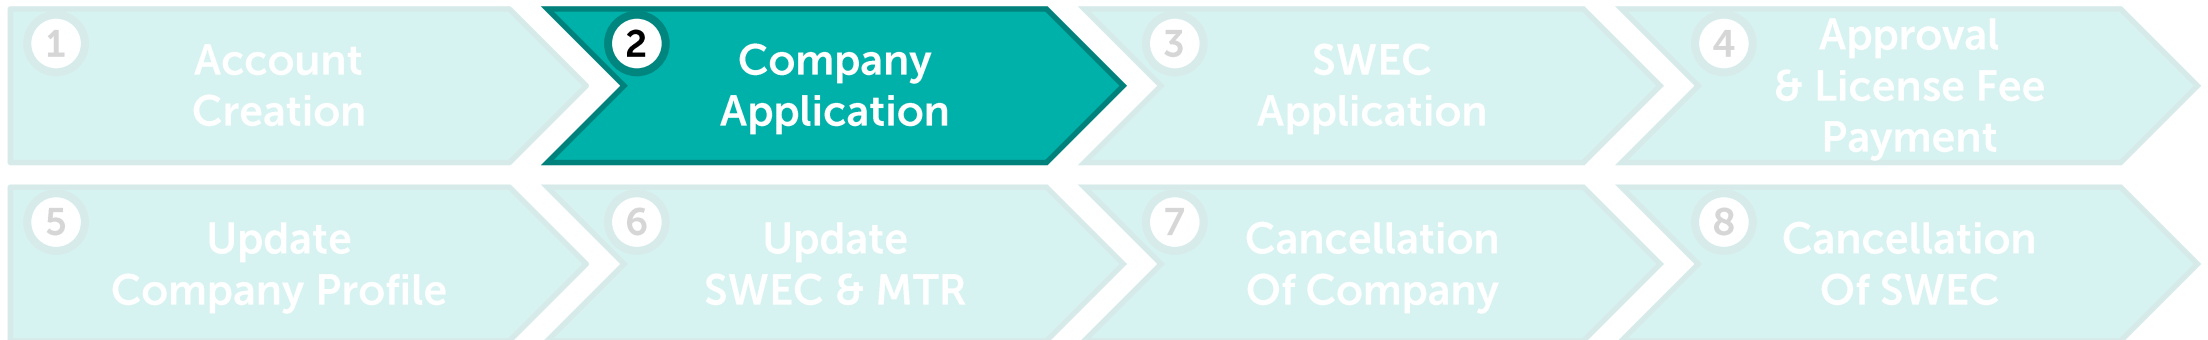 1
Account
Creation
2
Company
Application
3
SWEC
Application
4
Approval
& License Fee
Payment
5
Update
Company Profile
6
Update
SWEC & MTR
7
Cancellation
Of Company
8
Cancellation
Of SWEC